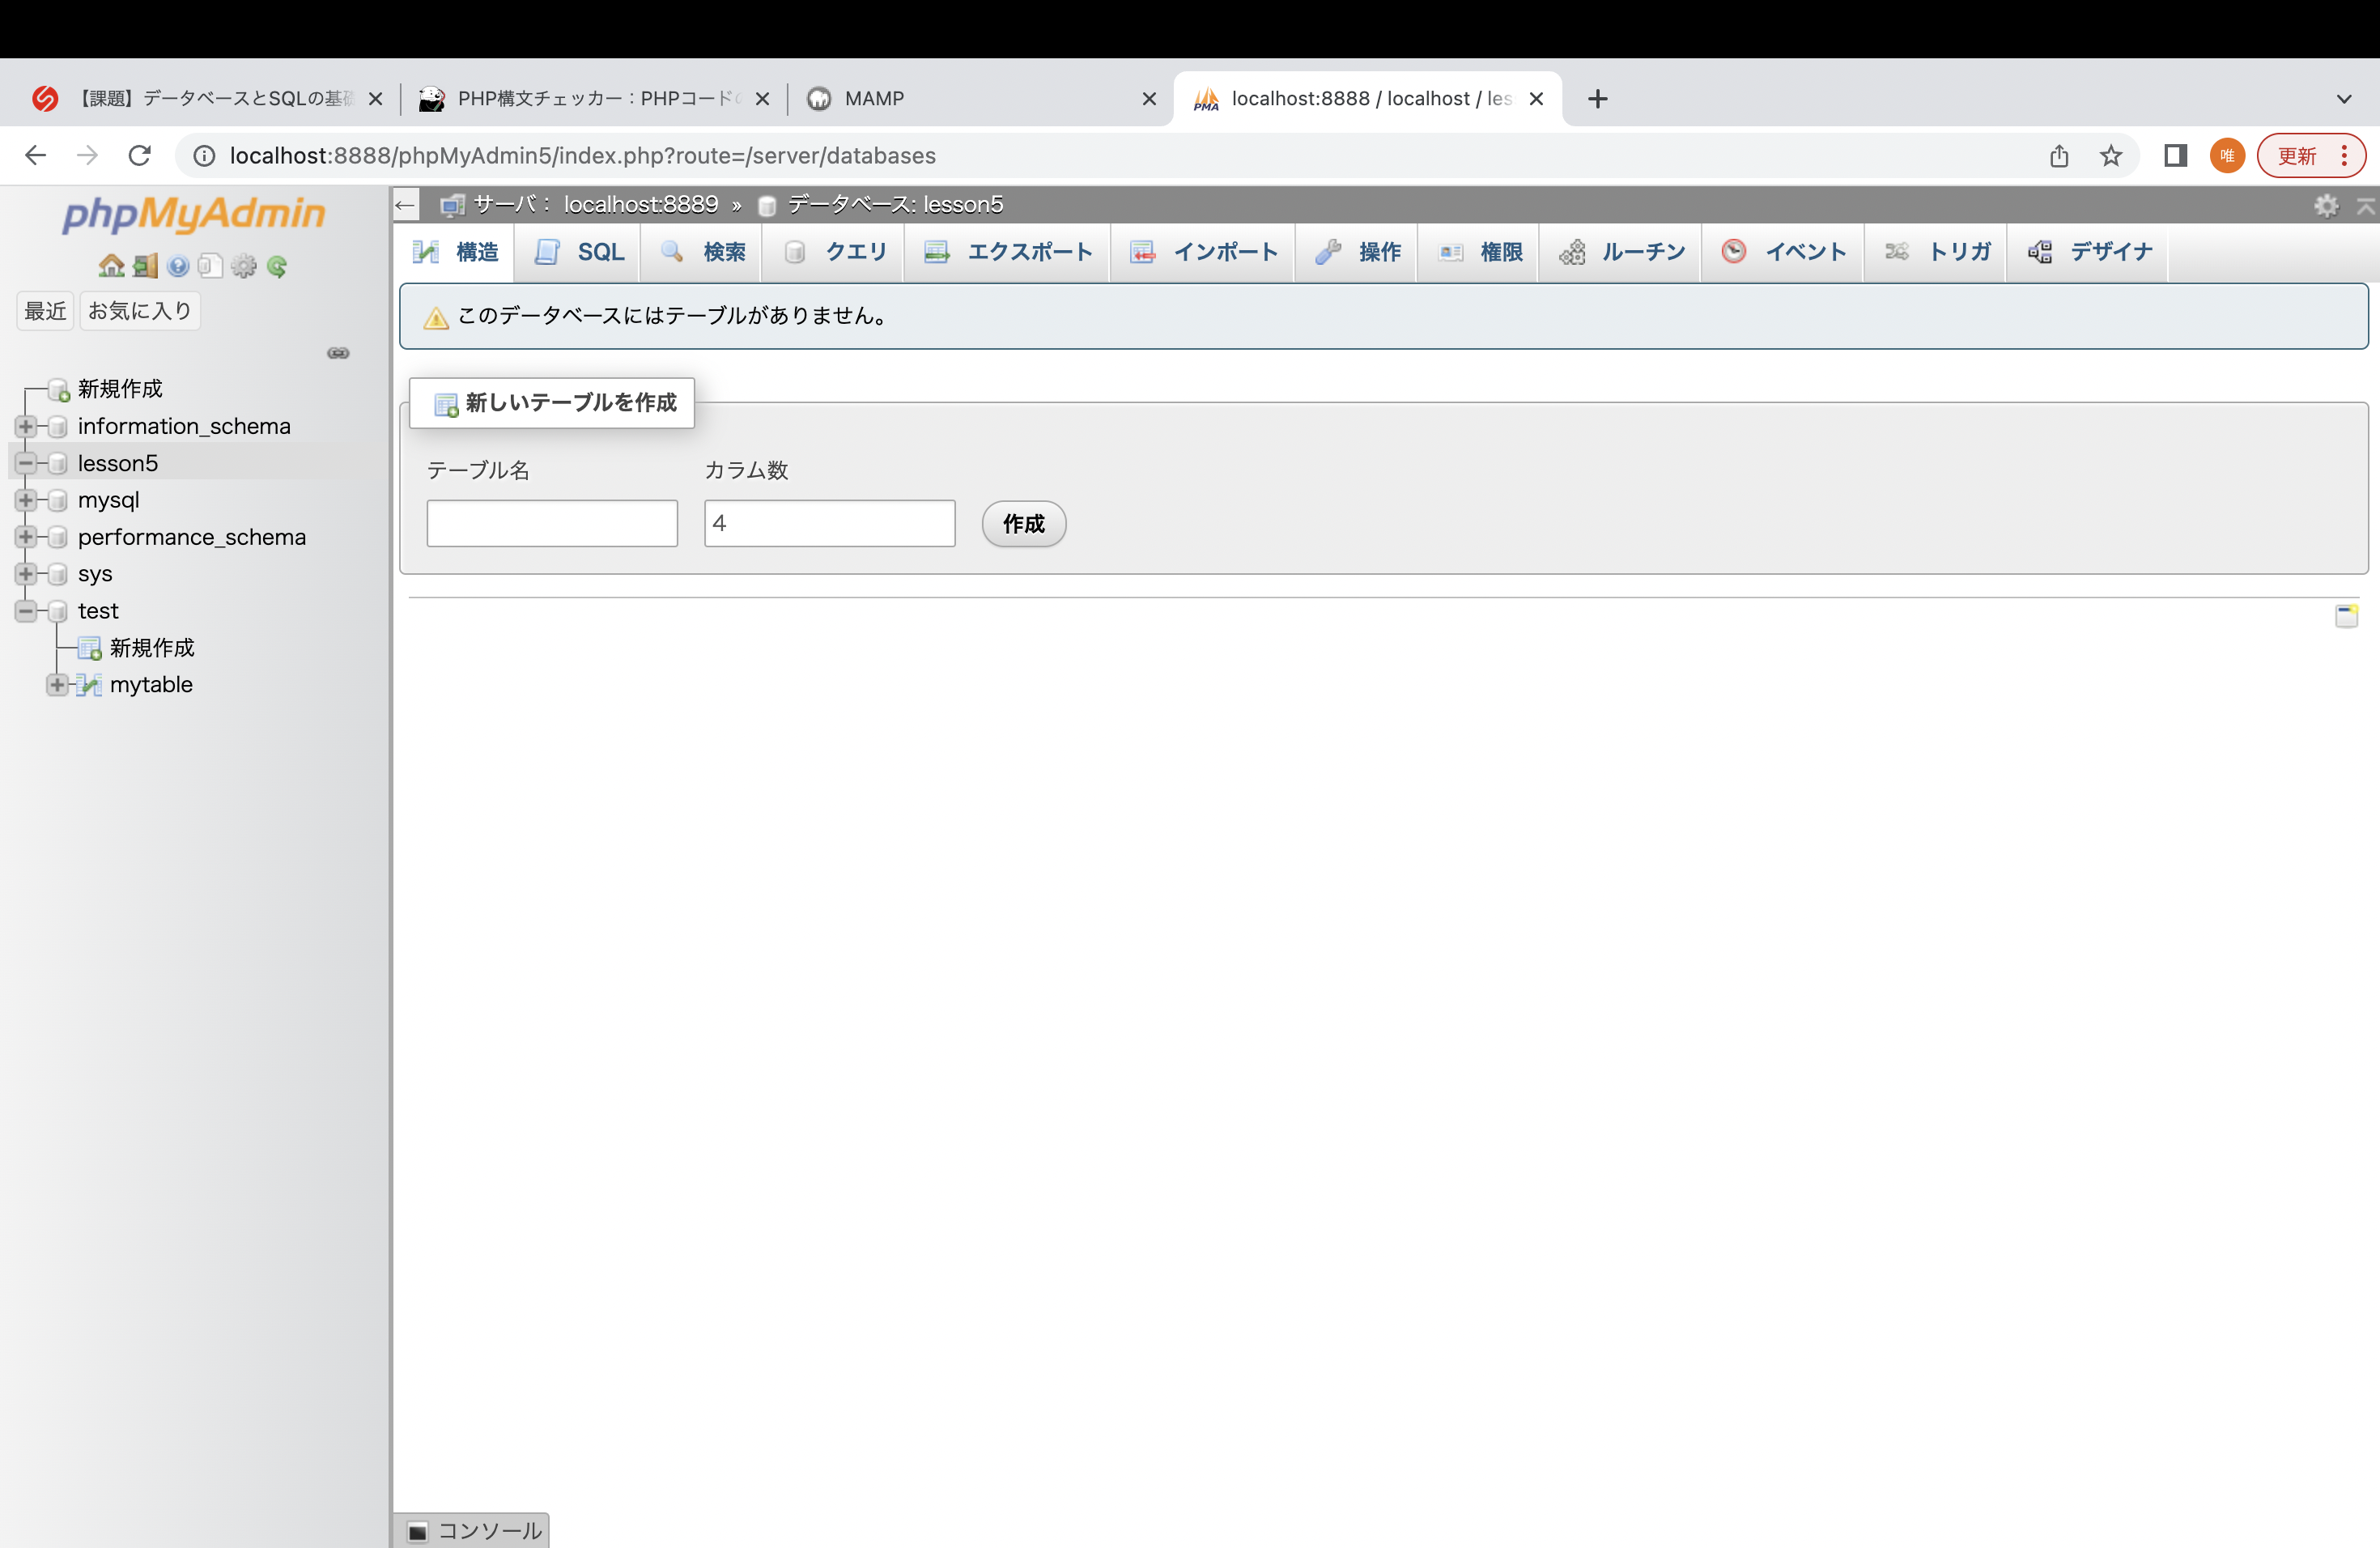 【課題】データベースとSQLの基礎
PHP構文チェッカー：PHPコードの
MAMP
localhost:8888 / localhost / les
localhost:8888/phpMyAdmin5/index.php?route=/server/databases
唯
更新
phpMyAdmin
最近
お気に入り
新規作成
information_schema
lesson5
mysql
performance_schema
sys
test
新規作成
mytable
サーバ： localhost:8889 » データベース: lesson5
構造
SQL
検索
クエリ
エクスポート
インポート
操作
権限
ルーチン
イベント
トリガ
デザイナ
このデータベースにはテーブルがありません。
新しいテーブルを作成
テーブル名
カラム数
4
作成
コンソール